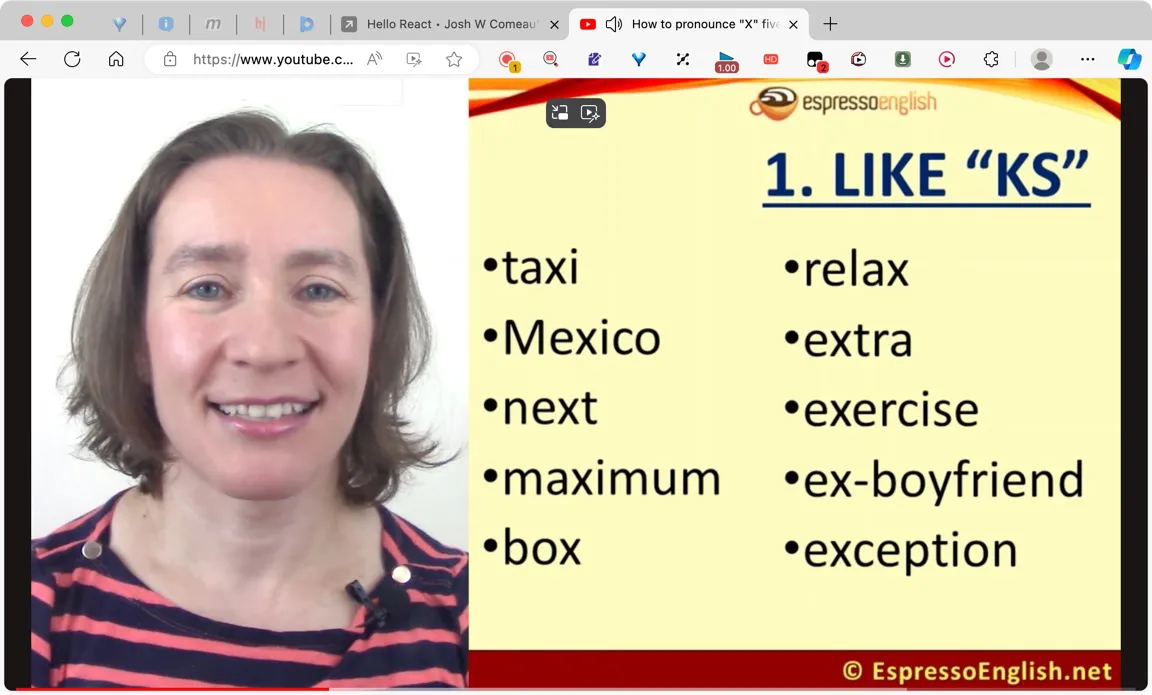 Hello React • Josh W Comeau'
How to pronounce "X" five
https://www.youtube.c...
1
1.00
HD
2
espressoenglish
1. LIKE “KS”
•taxi
•Mexico
•next
•maximum
•box
•relax
•extra
•exercise
•ex-boyfriend
•exception
© EspressoEnglish.net